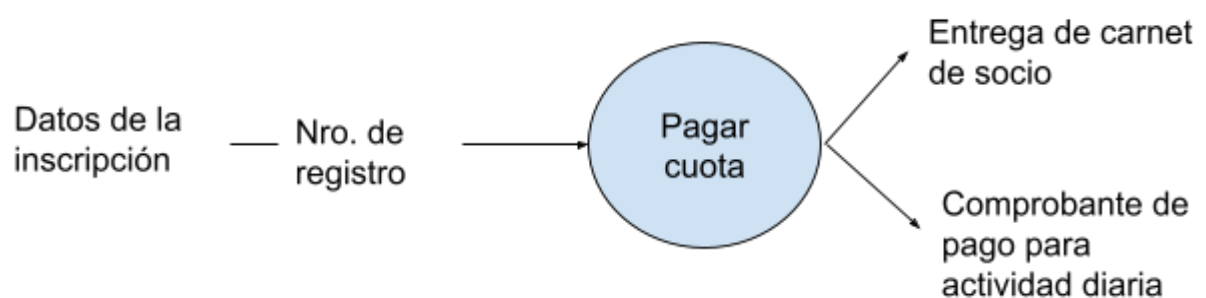 Datos de la
inscripción
Nro. de
registro
Pagar
cuota
Entrega de carnet
de socio
Comprobante de
pago para
actividad diaria